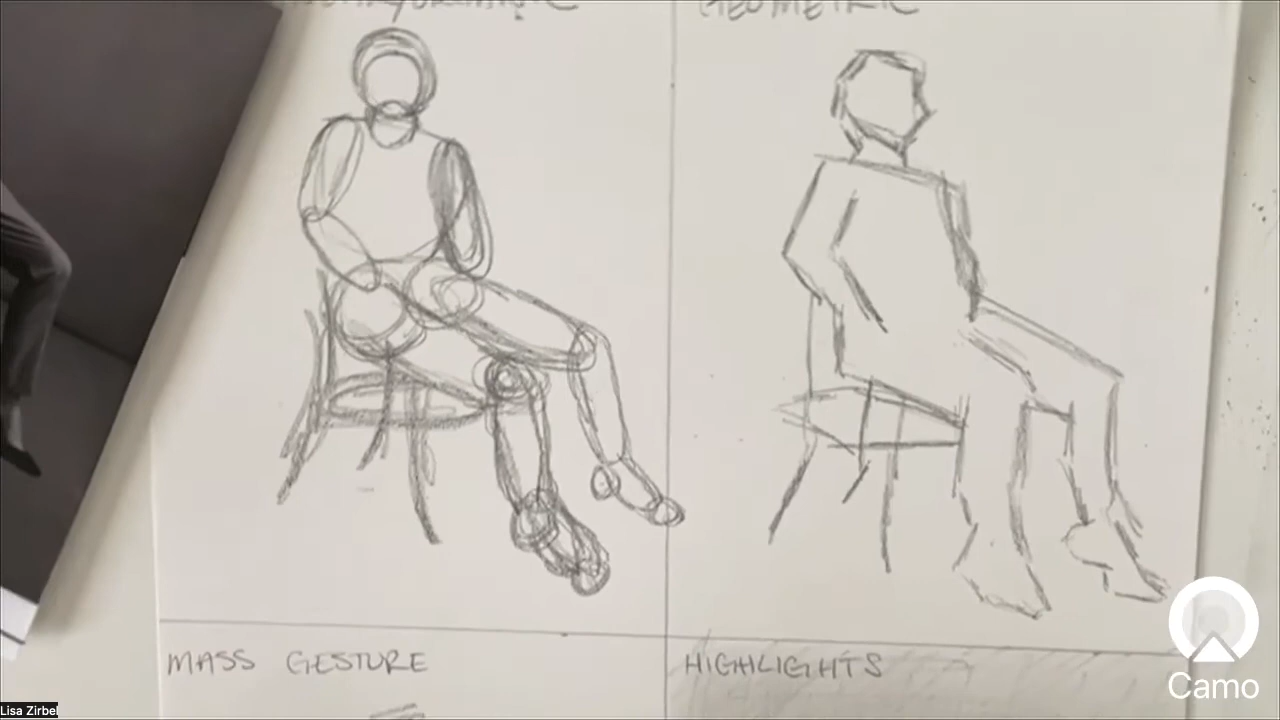 GEOMETRIC
MASS GESTURE
HIGHLIGHTS
Camo
Lisa Zirbel